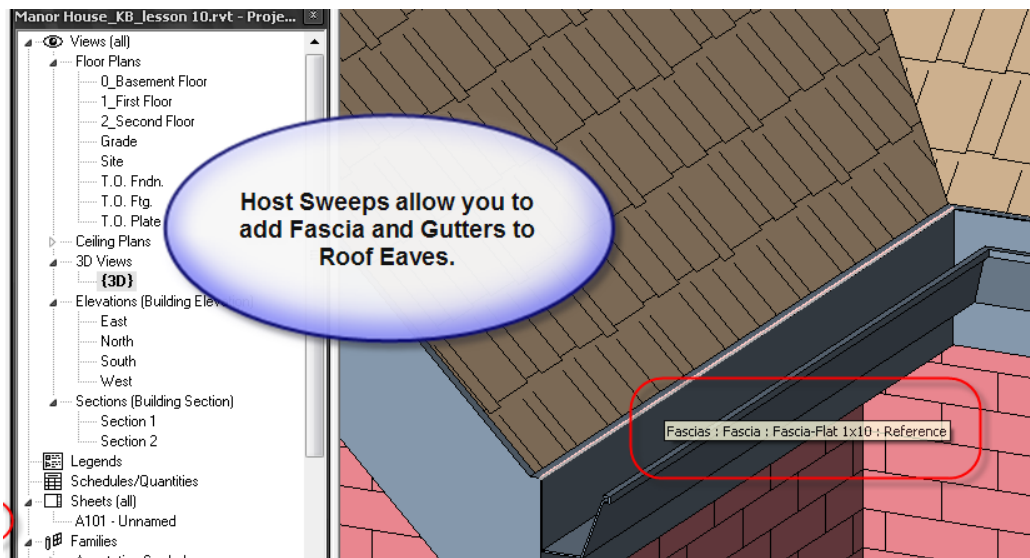 Manor House_KB_lesson 10.rvt - Proje...
Views (all)
Floor Plans
0_Basement Floor
1_First Floor
2_Second Floor
Grade
Site
T.O. Fndn.
T.O. Ftg.
T.O. Plate
Ceiling Plans
3D Views
{3D}
Elevations (Building Elev
East
North
South
West
Sections (Building Section)
Section 1
Section 2
Legends
Schedules/Quantities
Sheets (all)
A101 - Unnamed
Families
Host Sweeps allow you to
add Fascia and Gutters to
Roof Eaves.
Fascias : Fascia : Fascia-Flat 1x10 : Reference